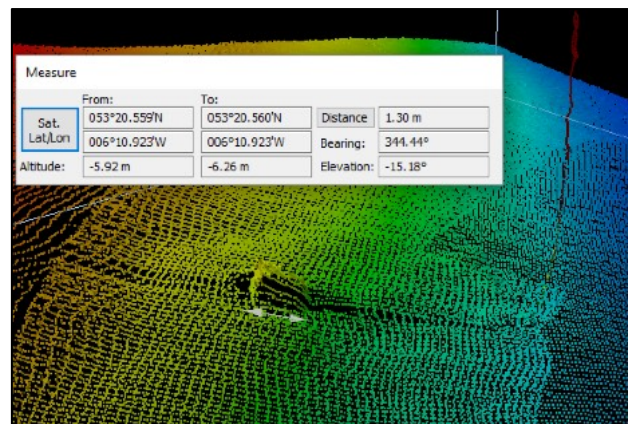 Measure
From: To:
Sat. Lat/Lon 053°20.559'N 053°20.560'N Distance 1.30 m
006°10.923'W 006°10.923'W Bearing: 344.44°
Altitude: -5.92 m -6.26 m Elevation: -15.18°